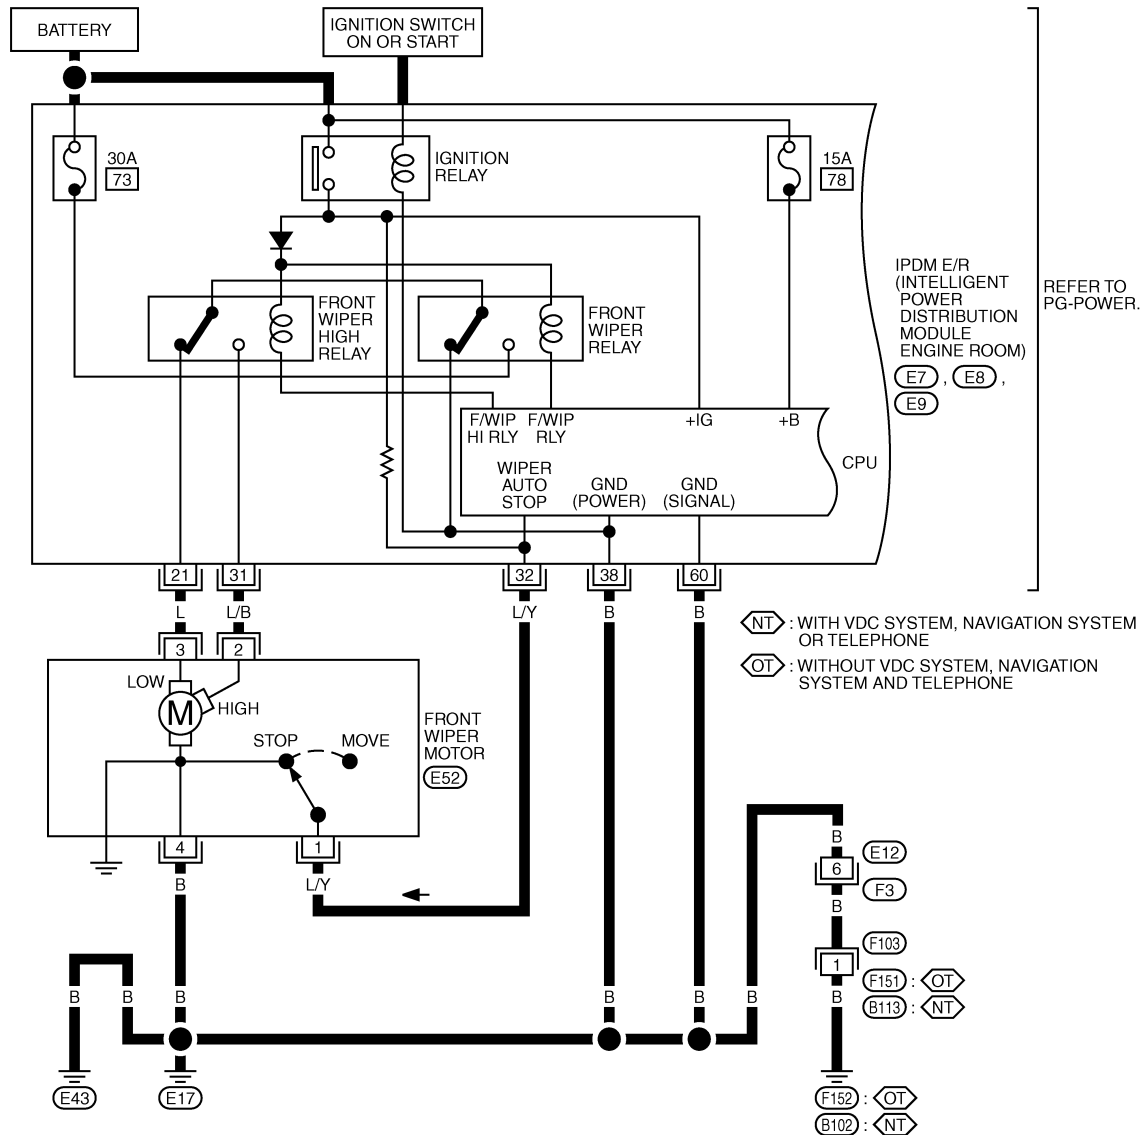 BATTERY
IGNITION SWITCH
ON OR START
30A
73
IGNITION
RELAY
15A
78
IPDM E/R
(INTELLIGENT
POWER
DISTRIBUTION
MODULE
ENGINE ROOM)
E7 , E8 ,
E9
REFER TO
PG-POWER.
FRONT
WIPER
HIGH
RELAY
FRONT
WIPER
RELAY
F/WIP
HI RLY
F/WIP
RLY
+IG
+B
CPU
WIPER
AUTO
STOP
GND
(POWER)
GND
(SIGNAL)
21
31
32
38
60
L
L/B
L/Y
B
B
NT : WITH VDC SYSTEM, NAVIGATION SYSTEM
OR TELEPHONE
OT : WITHOUT VDC SYSTEM, NAVIGATION
SYSTEM AND TELEPHONE
3
2
LOW
M
HIGH
STOP
MOVE
FRONT
WIPER
MOTOR
E52
4
1
B
L/Y
B
6
E12
F3
B
F103
1
F151 : OT
B113 : NT
B
B
B
B
B
B
B
E43
E17
F152 : OT
B102 : NT